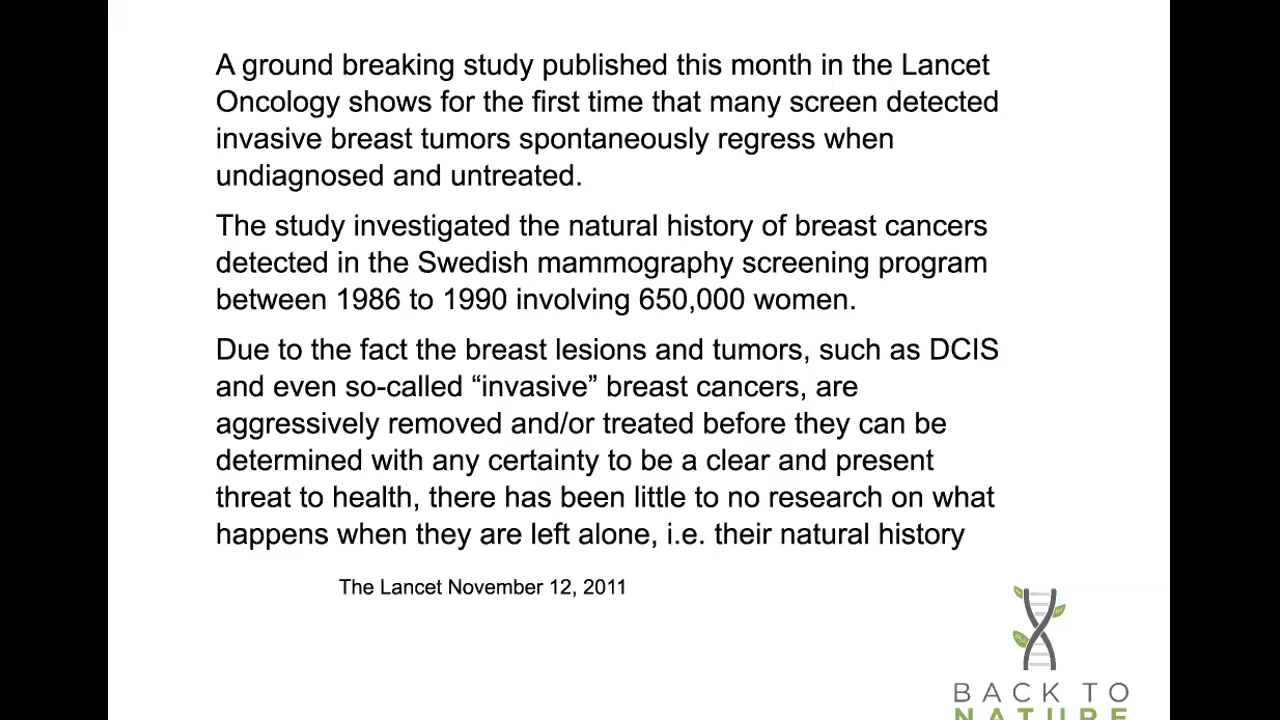 A ground breaking study published this month in the Lancet
Oncology shows for the first time that many screen detected
invasive breast tumors spontaneously regress when
undiagnosed and untreated.
The study investigated the natural history of breast cancers
detected in the Swedish mammography screening program
between 1986 to 1990 involving 650,000 women.
Due to the fact the breast lesions and tumors, such as DCIS
and even so-called “invasive” breast cancers, are
aggressively removed and/or treated before they can be
determined with any certainty to be a clear and present
threat to health, there has been little to no research on what
happens when they are left alone, i.e. their natural history
The Lancet November 12, 2011
BACK TO
NATURE